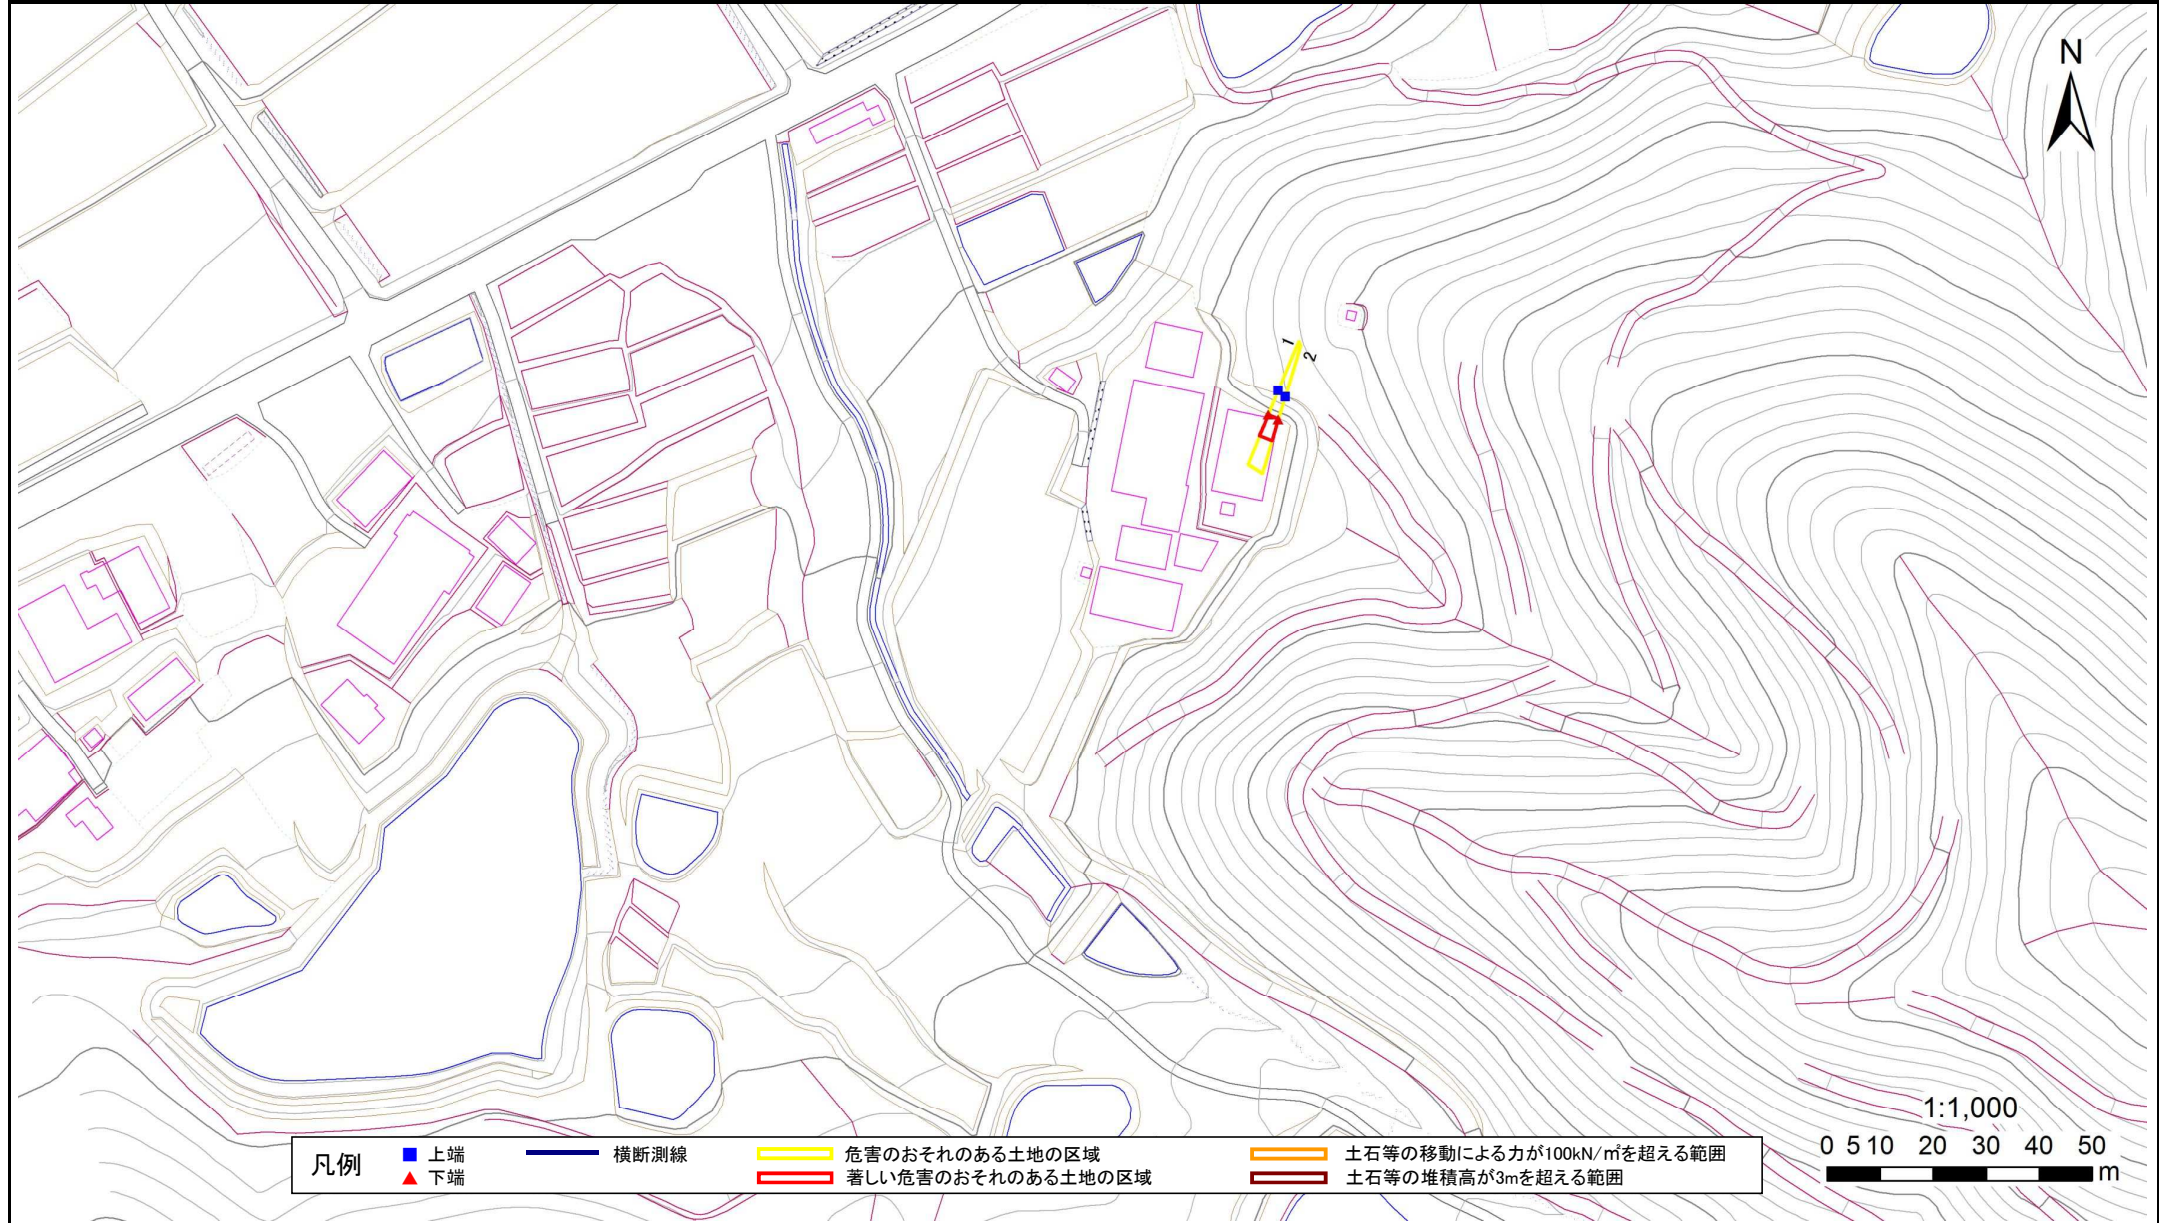 N
1
2
1:1,000
0 5 10 20 30 40 50
m
凡例
上端
横断測線
危害のおそれのある土地の区域
土石等の移動による力が100kN/㎡を超える範囲
下端
著しい危害のおそれのある土地の区域
土石等の堆積高が3mを超える範囲